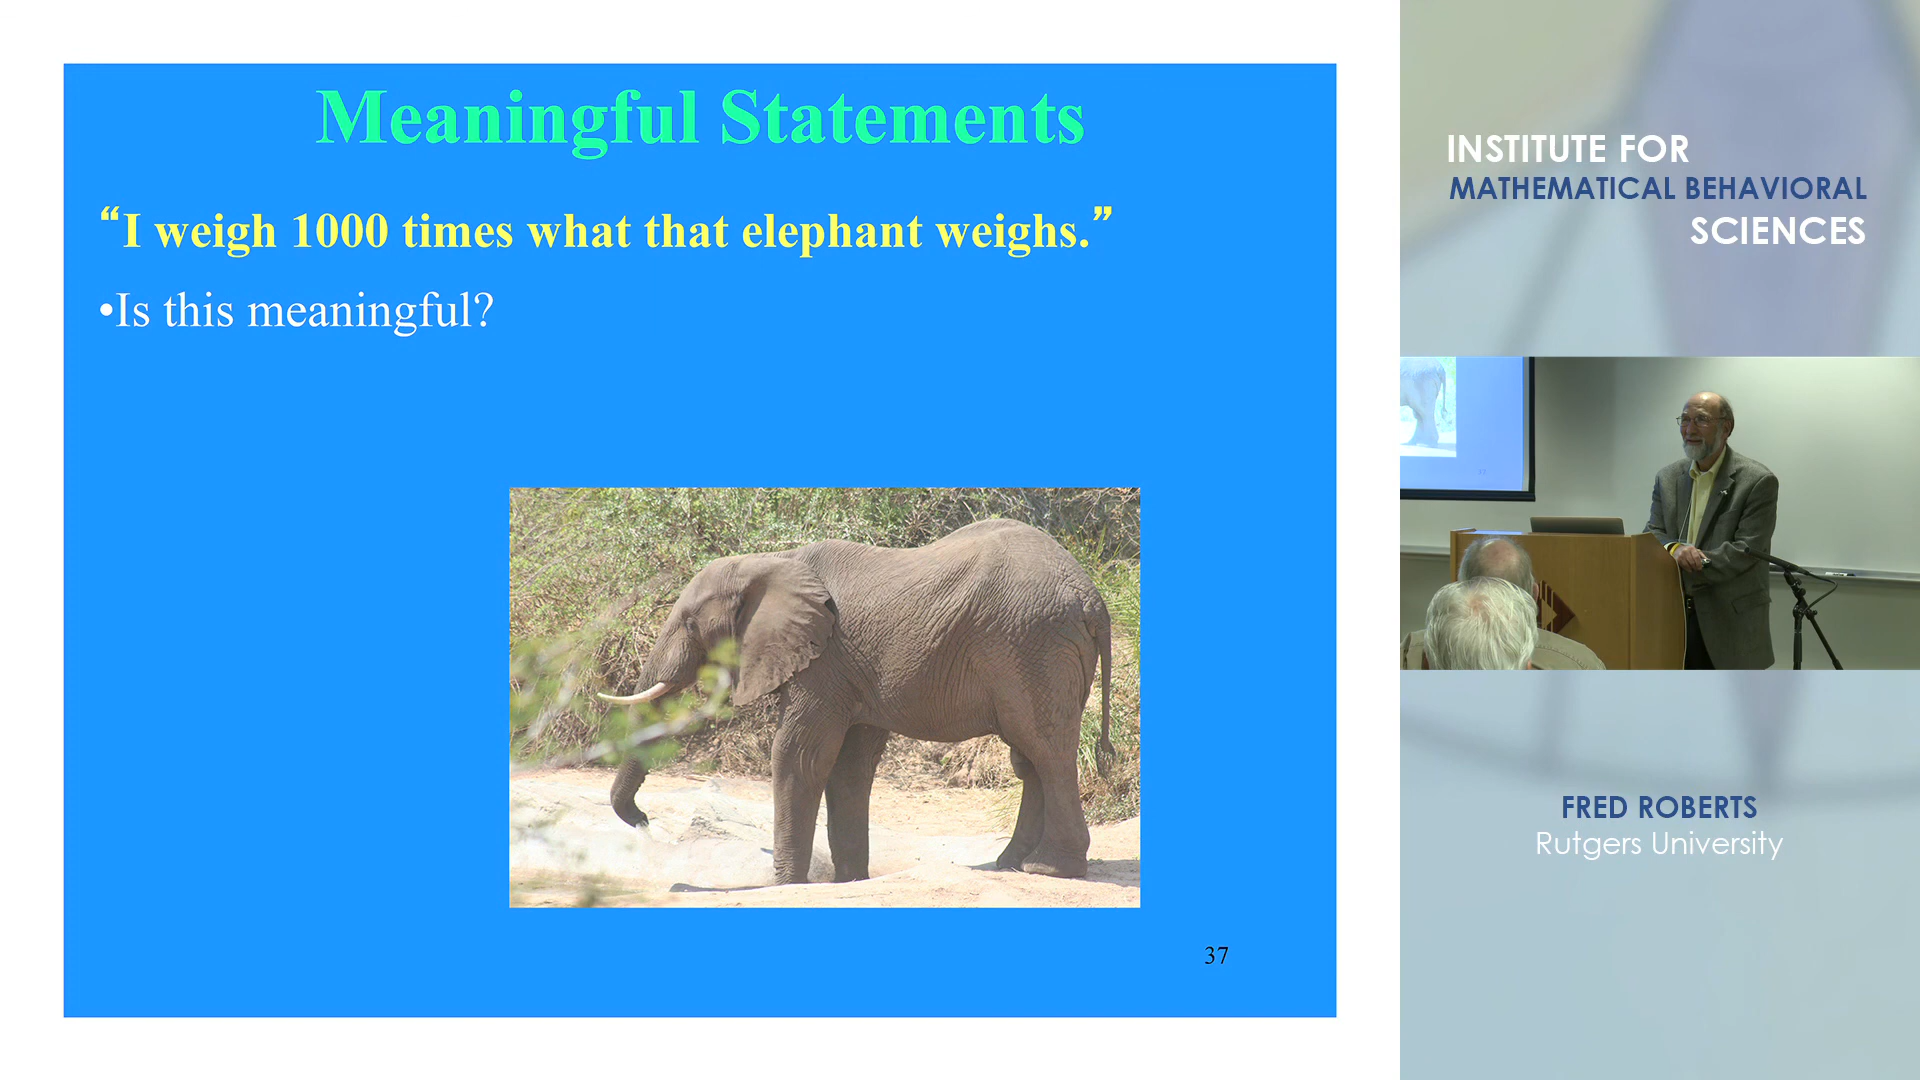 Meaningful Statements
“I weigh 1000 times what that elephant weighs.”
•Is this meaningful?
37
INSTITUTE FOR
MATHEMATICAL BEHAVIORAL
SCIENCES
FRED ROBERTS
Rutgers University